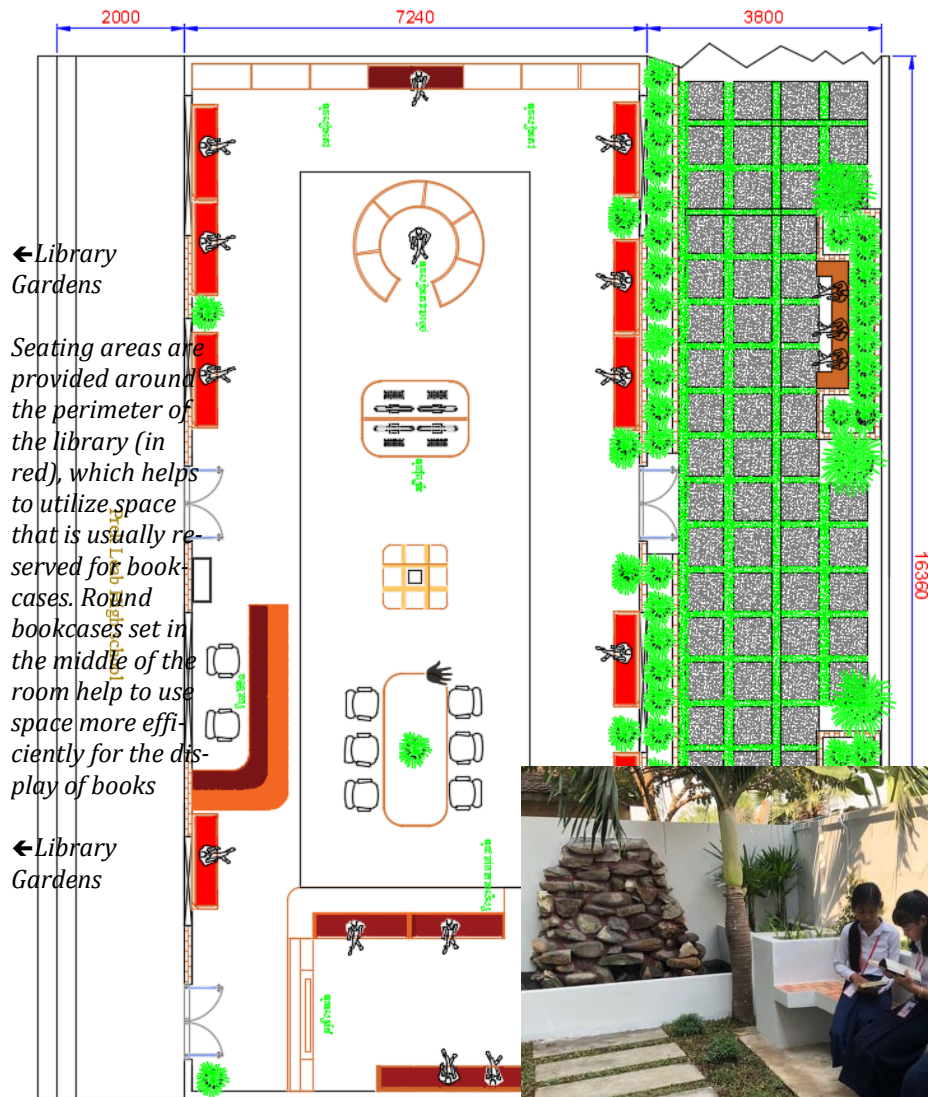 2000
7240
3800
16360
←Library
Gardens
Seating areas are
provided around
the perimeter of
the library (in
red), which helps
to utilize space
that is usually re-
served for book-
cases. Round
bookcases set in
the middle of the
room help to use
space more effi-
ciently for the dis-
play of books
←Library
Gardens